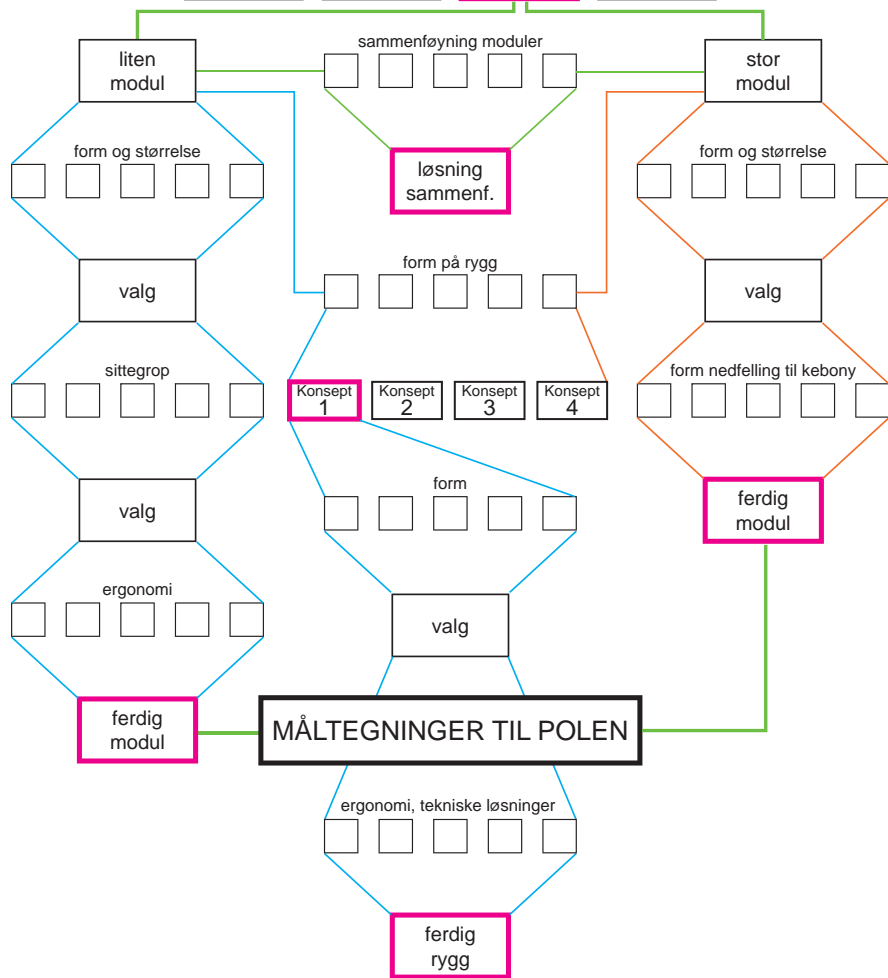 sammenføyning moduler
liten
modul
stor
modul
form og størrelse
løsning
sammenf.
form og størrelse
form på rygg
valg
valg
sittegrop
form nedfelling til kebony
Konsept
1
Konsept
2
Konsept
3
Konsept
4
form
valg
ferdig
modul
ergonomi
valg
ferdig
modul
MÅLTEGNINGER TIL POLEN
ergonomi, tekniske løsninger
ferdig
rygg